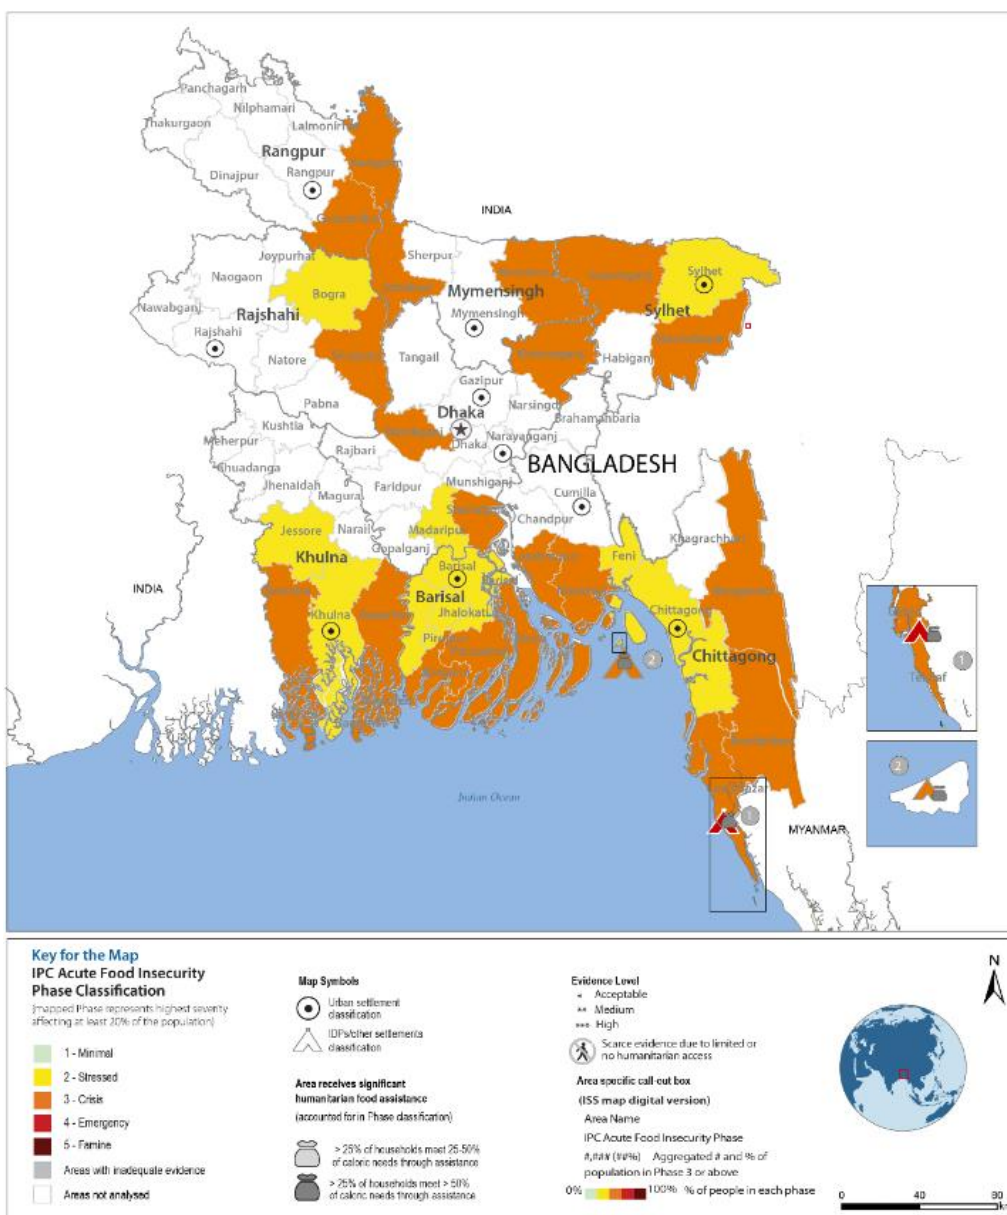 Panchagarh
Nilphamari
Thakurgaon
Lalmonirh
Rangpur
Rangpur
Dinajpur
INDIA
Joypurhat
Sherpur
Naogaon
Bogra
Sylhet
Nawabganj
Rajshahi
Mymensingh
Sylhet
Rajshahi
Mymensingh
Natore
Tangail
Habiganj
Gazipur
Pabna
Dhaka
Narsingd
Kushtia
Brahamanbaria
Meherpur
Rajbari
Dhaka
Narayanganj
Chuadanga
BANGLADESH
Jhenaidah
Faridpur
Munshiganj
Magura
Cumilla
Chandpur
Jessore
Narail
Madaripur
Khagrachhari
Khulna
Gopalganj
Feni
Barisal
INDIA
Barisal
Khulna
Jhalokati
Chittagong
Chittagong
2
1
2
Indian Ocean
1
MYANMAR
Key for the Map
IPC Acute Food Insecurity
Phase Classification
(mapped Phase represents highest severity
affecting at least 20% of the population)
1 - Minimal
2 - Stressed
3 - Crisis
4 - Emergency
5 - Famine
Areas with inadequate evidence
Areas not analysed
Map Symbols
Urban settlement
classification
IDPs/other settlements
classification
Area receives significant
humanitarian food assistance
(accounted for in Phase classification)
> 25% of households meet 25-50%
of caloric needs through assistance
> 25% of households meet > 50%
of caloric needs through assistance
Evidence Level
* Acceptable
** Medium
*** High
Scarce evidence due to limited or
no humanitarian access
Area specific call-out box
(ISS map digital version)
Area Name
IPC Acute Food Insecurity Phase
#,### (##%) Aggregated # and % of
population in Phase 3 or above
0% 100% % of people in each phase
N
0 40 80